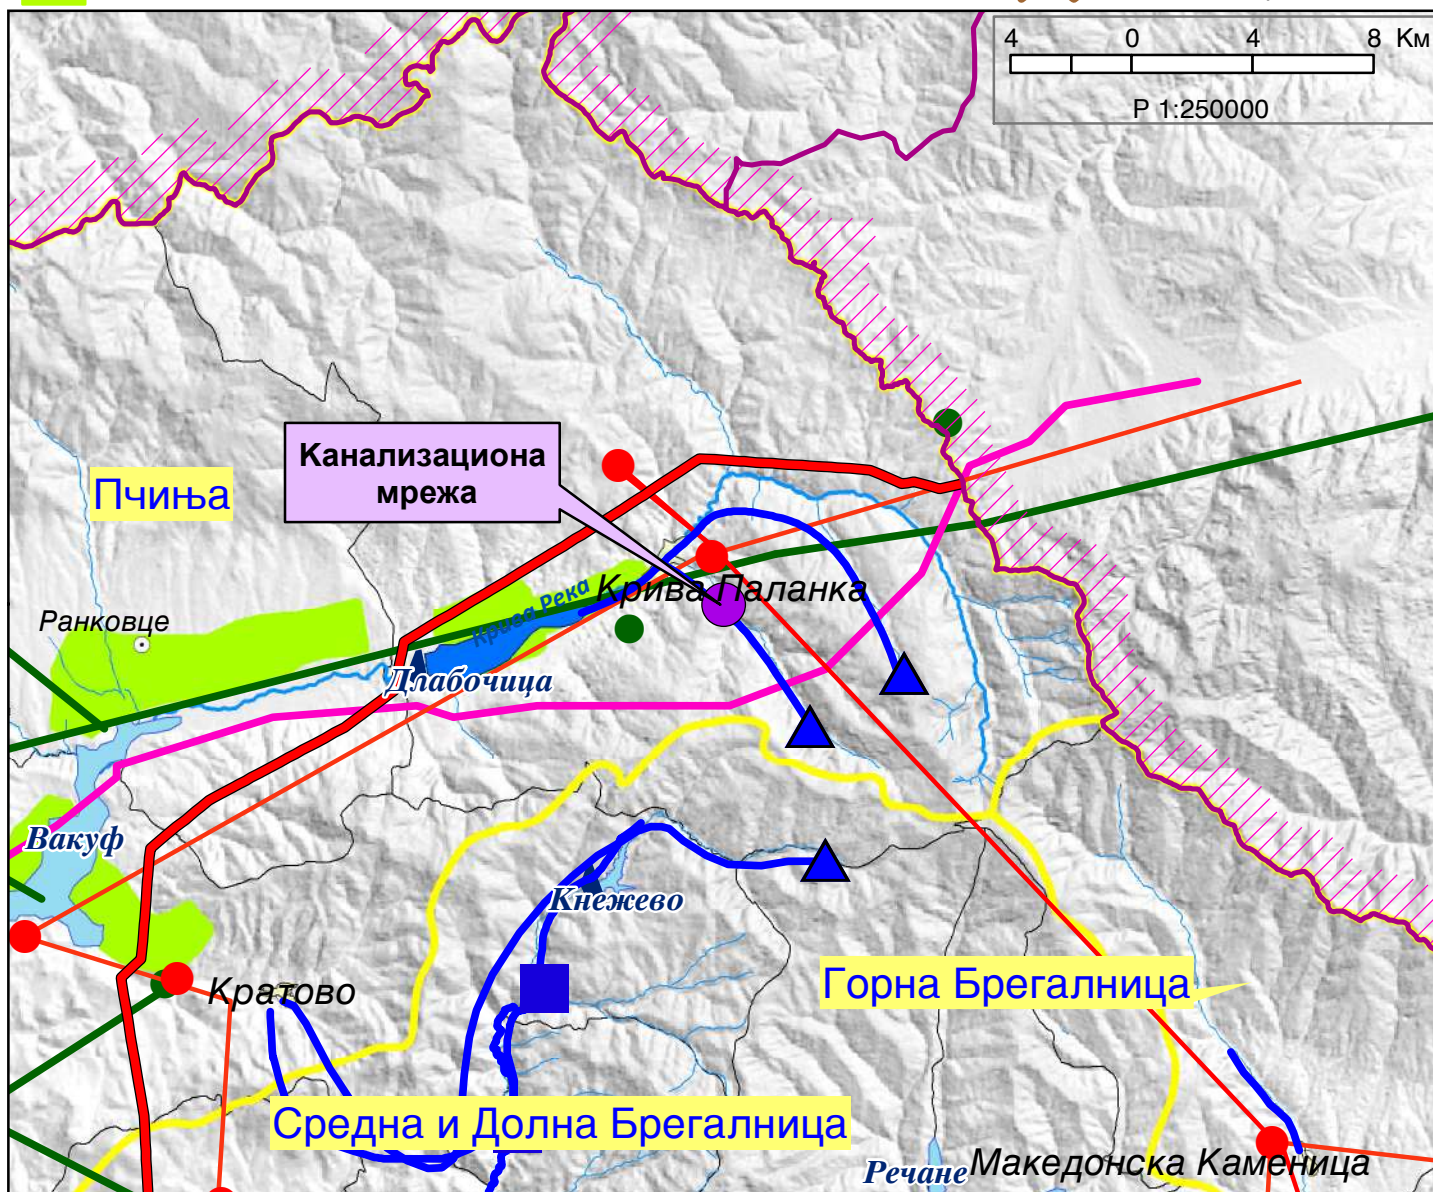 4 0 4 8 Км
Р 1:250000
Канализациона
мрежа
Пчиња
Крива Река
Крива Паланка
Ранковце
Длабочица
Вакуф
Кнежево
Кратово
Горна Брегалница
Средна и Долна Брегалница
Речане
Македонска Каменица